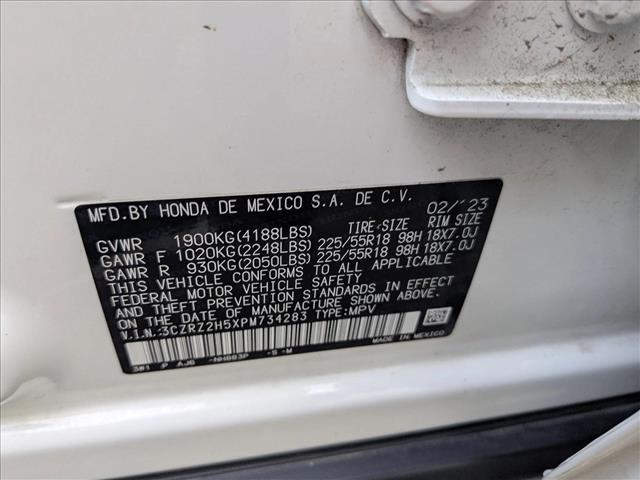 MFD.BY HONDA DE MEXICO S.A. DE C.V. 02/'23
TIRE SIZE RIM SIZE
GVWR 1900KG(4188LBS)
GAWR F 1020KG(2248LBS) 225/55R18 98H 18X7.0J
GAWR R 930KG(2050LBS) 225/55R18 98H 18X7.0J
THIS VEHICLE CONFORMS TO ALL APPLICABLE
FEDERAL MOTOR VEHICLE SAFETY STANDARDS IN EFFECT
ON THE DATE OF MANUFACTURE SHOWN ABOVE.
V.I.N.:3CZRZ2H5XPM734283 TYPE:MPV
MADE IN MEXICO
3W1 P AJ6 -NH883P -S -M